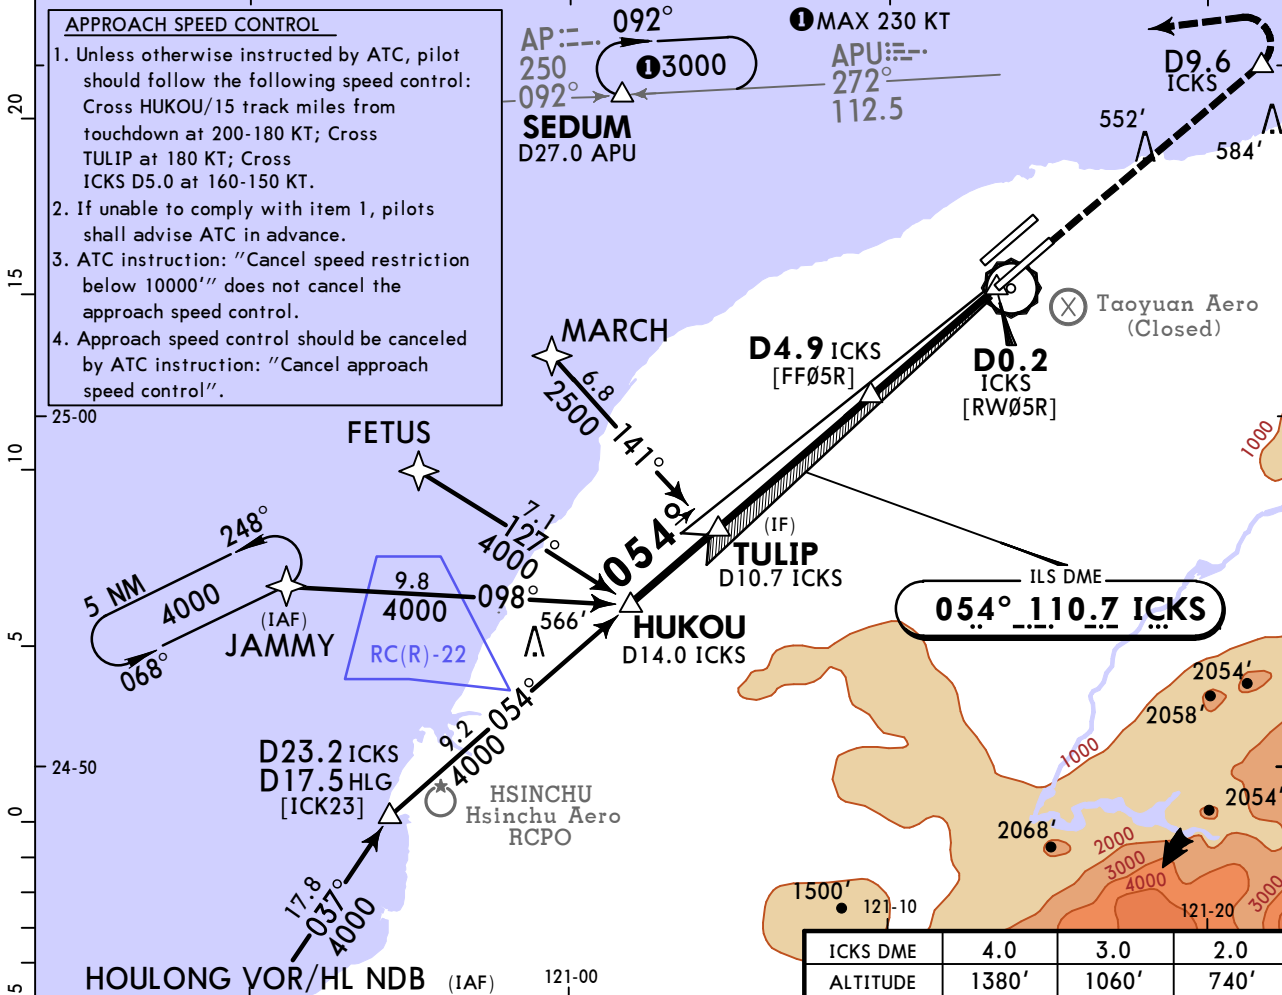 APPROACH SPEED CONTROL
1. Unless otherwise instructed by ATC, pilot
should follow the following speed control:
Cross HUKOU/15 track miles from
touchdown at 200-180 KT; Cross
TULIP at 180 KT; Cross
ICKS D5.0 at 160-150 KT.
2. If unable to comply with item 1, pilots
shall advise ATC in advance.
3. ATC instruction: "Cancel speed restriction
below 10000'" does not cancel the
approach speed control.
4. Approach speed control should be canceled
by ATC instruction: "Cancel approach
speed control".
092°
1 MAX 230 KT
AP
250
092°
1 3000
APU
272°
112.5
SEDUM
D27.0 APU
D9.6
ICKS
552'
584'
20
15
10
5
0
5
25-00
24-50
Taoyuan Aero
(Closed)
MARCH
6.8
2500
141°
D4.9 ICKS
[FFØ5R]
D0.2
ICKS
[RWØ5R]
1000
FETUS
7.1
127°
4000
054°
(IF)
TULIP
D10.7 ICKS
248°
5 NM
4000
068°
(IAF)
JAMMY
9.8
4000
098°
RC(R)-22
566'
HUKOU
D14.0 ICKS
ILS DME
054° 110.7 ICKS
054°
9.2
4000
D23.2 ICKS
D17.5 HLG
[ICK23]
HSINCHU
Hsinchu Aero
RCPO
2054'
2058'
1000
2054'
2068'
2000
3000
4000
3000
1500'
121-10
121-20
17.8
037°
4000
HOULONG VOR/HL NDB (IAF)
121-00
ICKS DME 4.0 3.0 2.0
ALTITUDE 1380' 1060' 740'